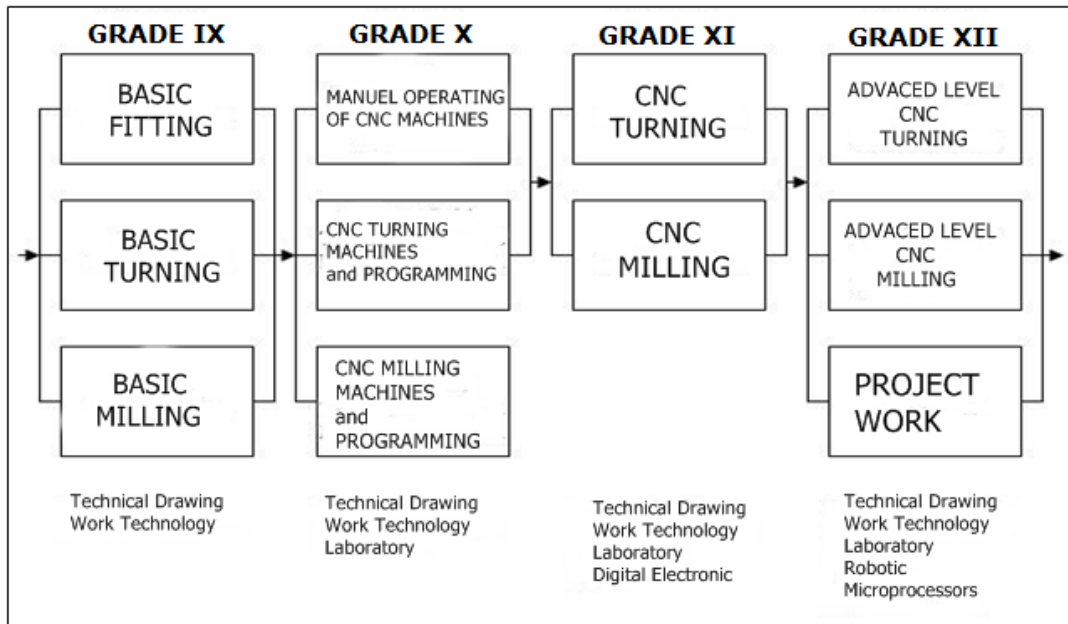 GRADE IX
BASIC
FITTING
BASIC
TURNING
BASIC
MILLING
Technical Drawing
Work Technology
GRADE X
MANUEL OPERATING
OF CNC MACHINES
CNC TURNING
MACHINES
and PROGRAMMING
CNC MILLING
MACHINES
and
PROGRAMMING
Technical Drawing
Work Technology
Laboratory
GRADE XI
CNC
TURNING
CNC
MILLING
Technical Drawing
Work Technology
Laboratory
Digital Electronic
GRADE XII
ADVACED LEVEL
CNC
TURNING
ADVACED LEVEL
CNC
MILLING
PROJECT
WORK
Technical Drawing
Work Technology
Laboratory
Robotic
Microprocessors